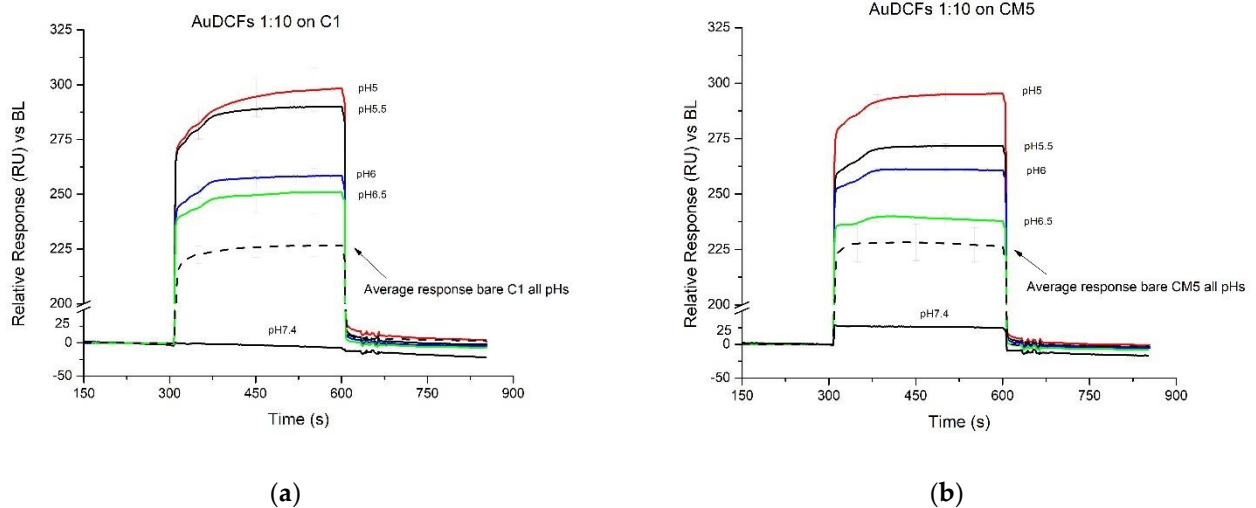 AuDCFs 1:10 on C1
Relative Response (RU) vs BL
325
300
275
250
225
200
25
0
-50
pH5
pH5.5
pH6
pH6.5
Average response bare C1 all pHs
pH7.4
150 300 450 600 750 900
Time (s)
(a)
AuDCFs 1:10 on CM5
Relative Response (RU) vs BL
325
300
275
250
225
200
25
0
-50
pH5
pH5.5
pH6
pH6.5
Average response bare CM5 all pHs
pH7.4
150 300 450 600 750 900
Time (s)
(b)